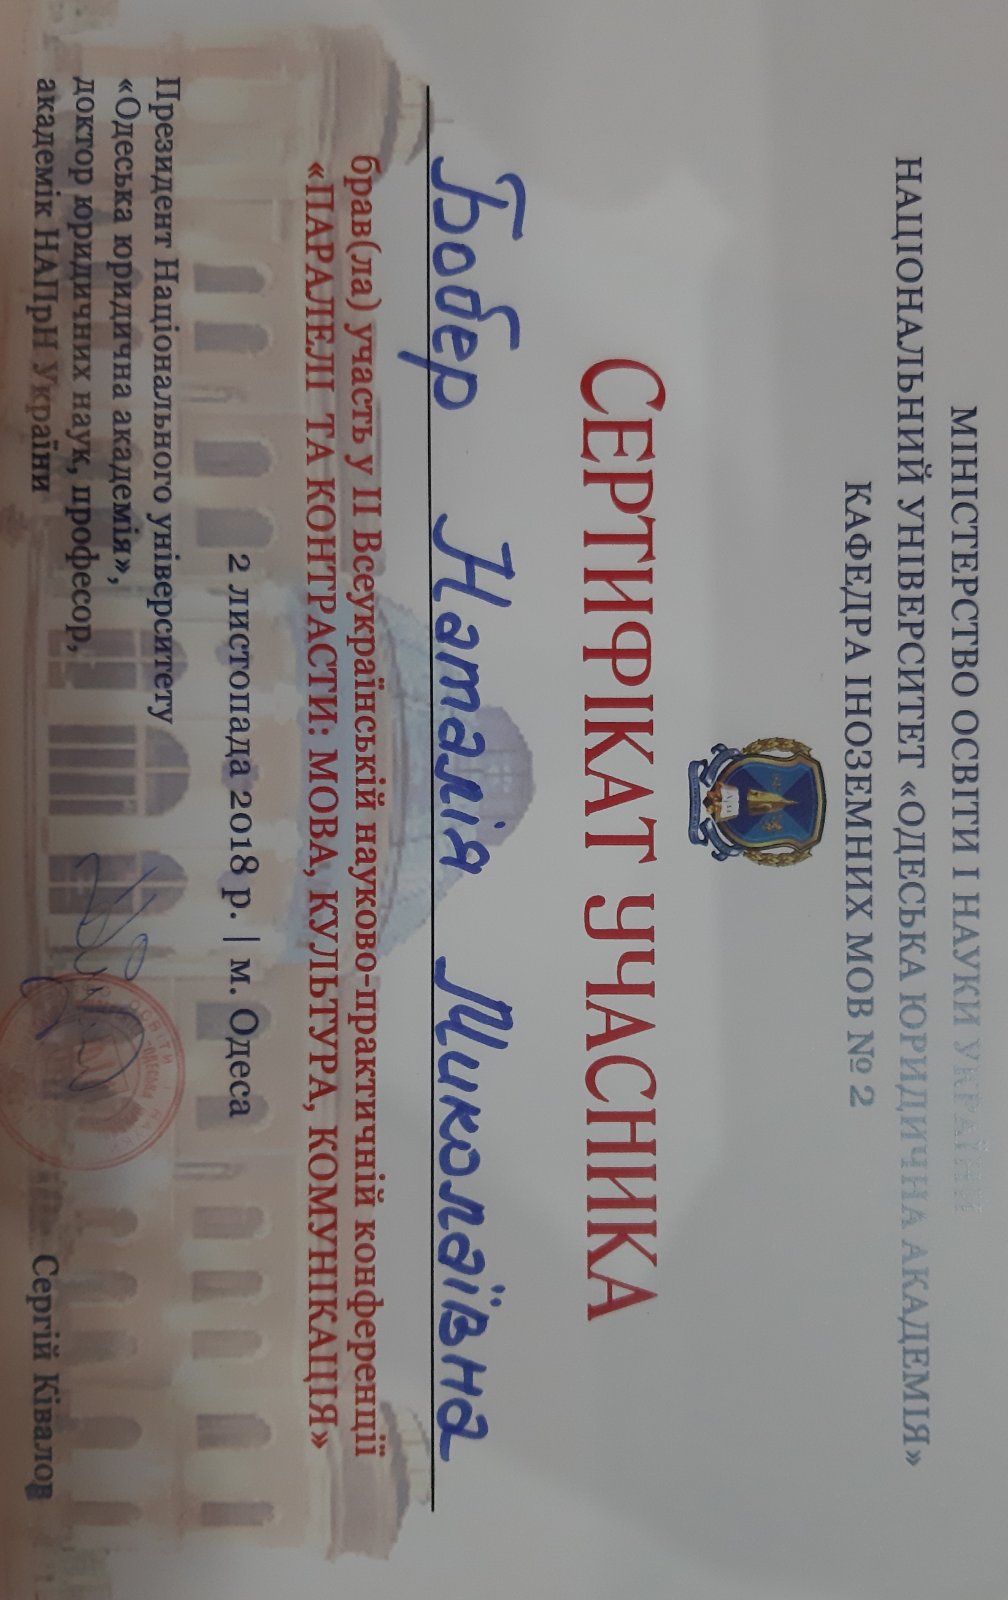 МІНІСТЕРСТВО ОСВІТИ І НАУКИ УКРАЇНИ
НАЦІОНАЛЬНИЙ УНІВЕРСИТЕТ «ОДЕСЬКА ЮРИДИЧНА АКАДЕМІЯ»
КАФЕДРА ІНОЗЕМНИХ МОВ № 2
СЕРТИФІКАТ УЧАСНИКА
Бобер Наталія Миколаївна
брав(ла) участь у ІІ Всеукраїнській науково-практичній конференції
«ПАРАЛЕЛІ ТА КОНТРАСТИ: МОВА, КУЛЬТУРА, КОМУНІКАЦІЯ»
2 листопада 2018 р. | м. Одеса
Президент Національного університету
«Одеська юридична академія»,
доктор юридичних наук, професор,
академік НАПрН України
Сергій Ківалов